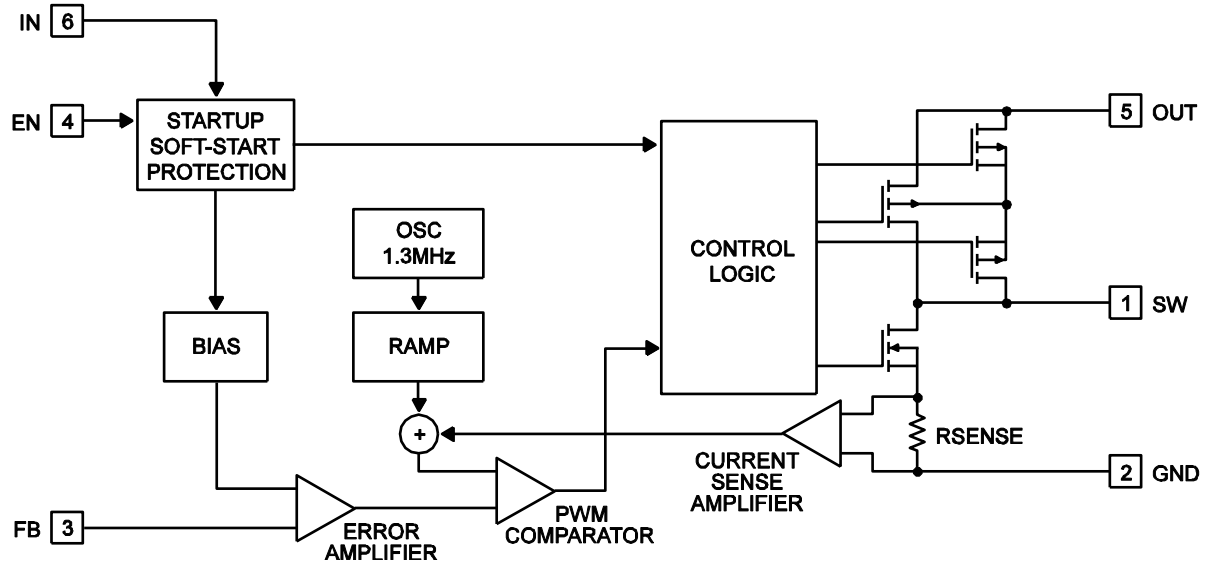 IN 6
EN 4
STARTUP
SOFT-START
PROTECTION
5 OUT
OSC
1.3MHz
CONTROL
LOGIC
1 SW
BIAS
RAMP
+
RSENSE
CURRENT
SENSE
AMPLIFIER
2 GND
PWM
COMPARATOR
FB 3
ERROR
AMPLIFIER